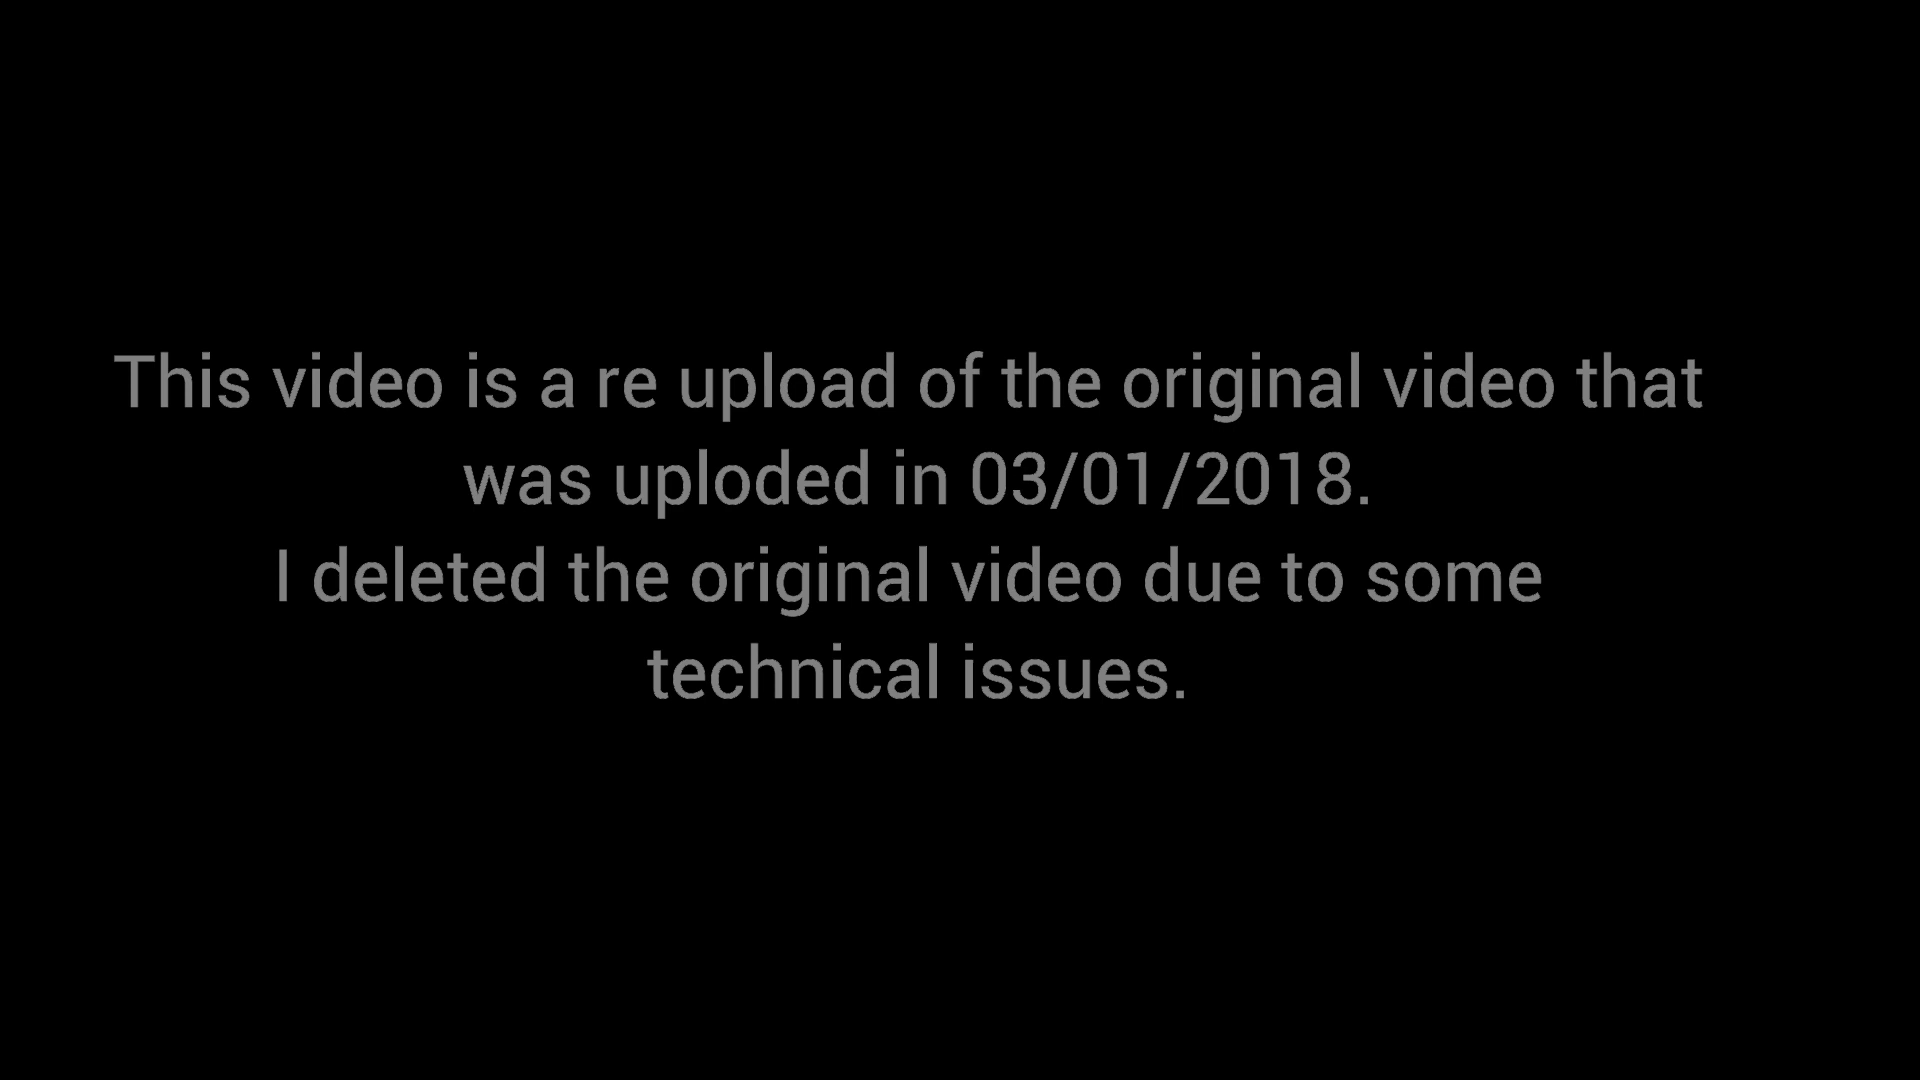 This video is a re upload of the original video that
was uploded in 03/01/2018.
I deleted the original video due to some
technical issues.